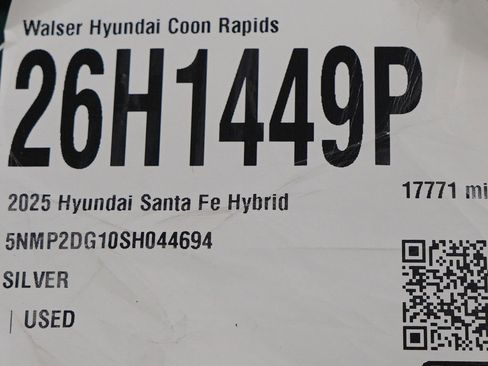 Walser Hyundai Coon Rapids
26H1449P
2025 Hyundai Santa Fe Hybrid 17771 mi
5NMP2DG10SH044694
SILVER
| USED